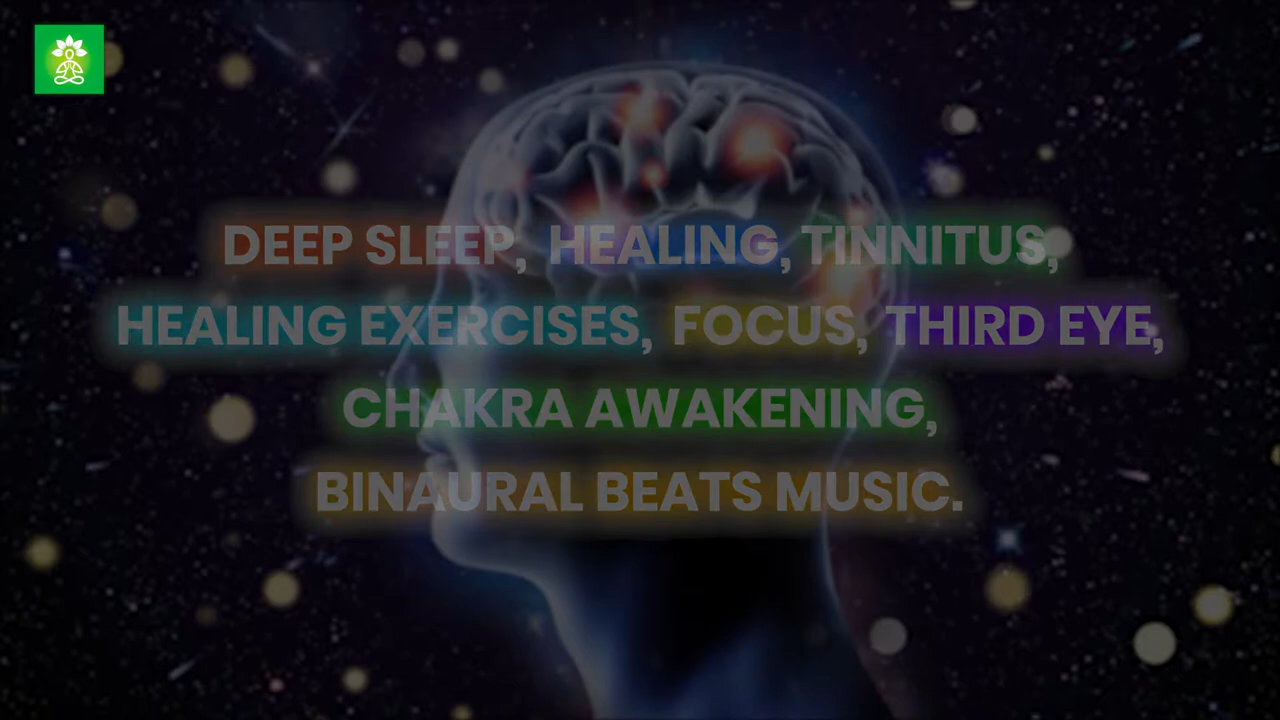 DEEP SLEEP, HEALING, TINNITUS,
HEALING EXERCISES, FOCUS, THIRD EYE,
CHAKRA AWAKENING,
BINAURAL BEATS MUSIC.